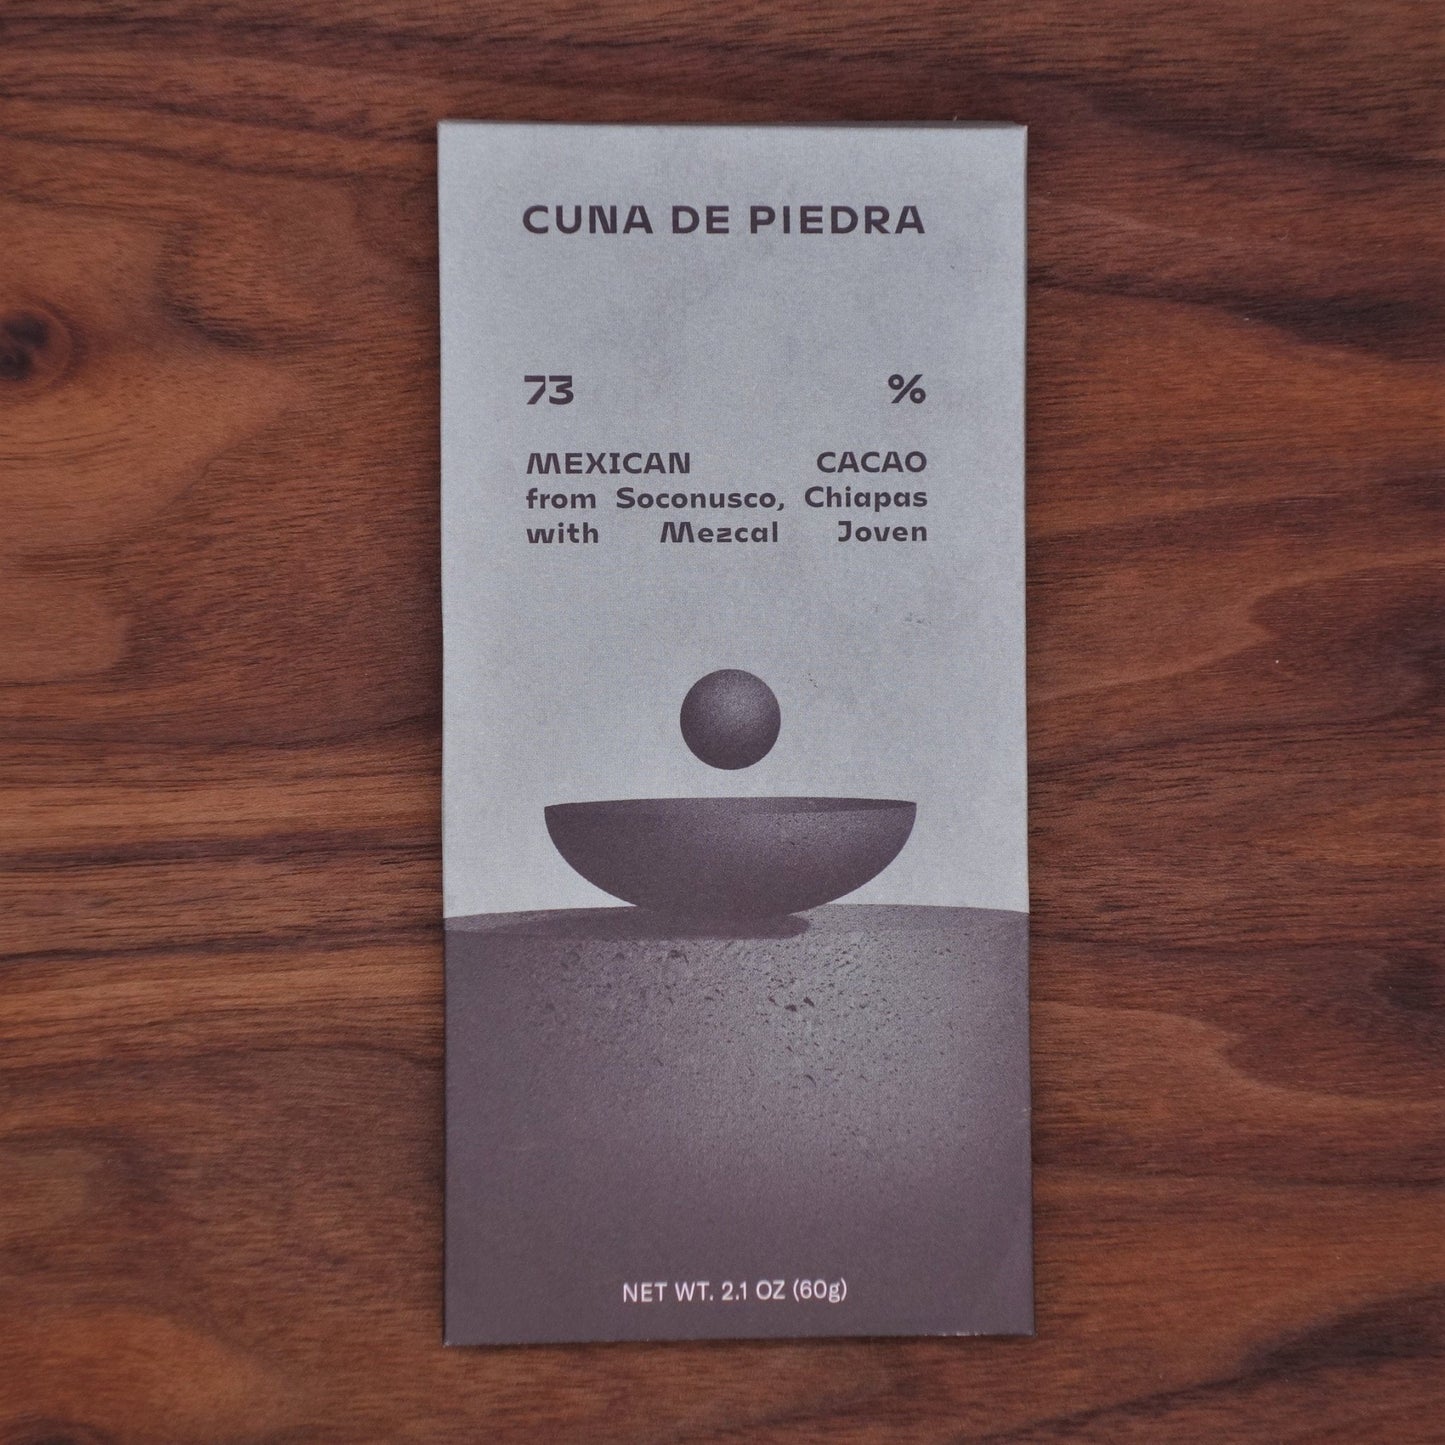 CUNA DE PIEDRA
73 %
MEXICAN CACAO
from Soconusco, Chiapas
with Mezcal Joven
NET WT. 2.1 OZ (60g)